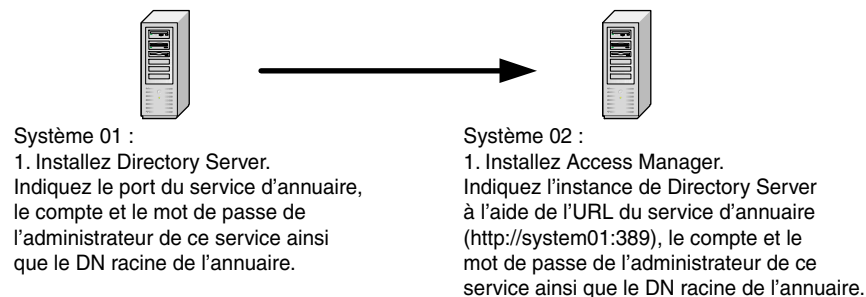 Système 01 :
1. Installez Directory Server.
Indiquez le port du service d'annuaire,
le compte et le mot de passe de
l'administrateur de ce service ainsi
que le DN racine de l'annuaire.
Système 02 :
1. Installez Access Manager.
Indiquez l'instance de Directory Server
à l'aide de l'URL du service d'annuaire
(http://system01:389), le compte et le
mot de passe de l'administrateur de ce
service ainsi que le DN racine de l'annuaire.